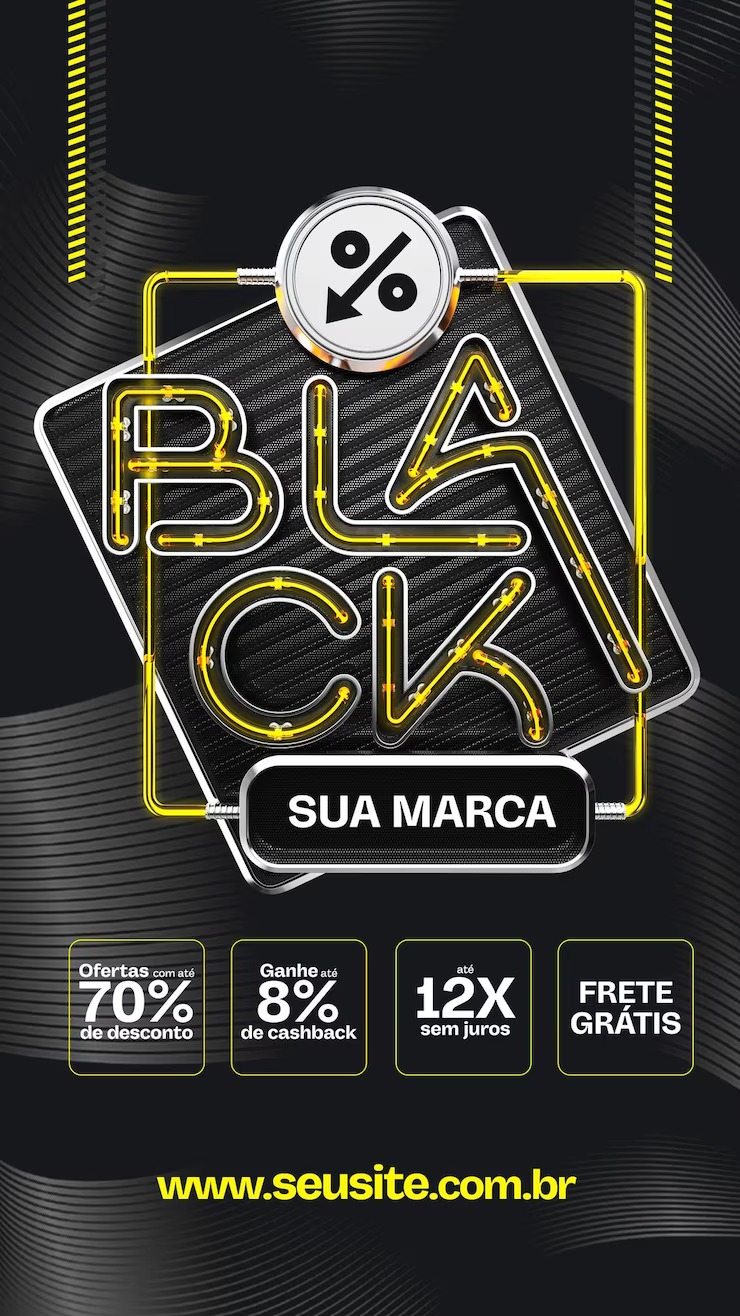 %
BLA
CK
SUA MARCA
Ofertas com até
70%
de desconto
Ganhe até
8%
de cashback
até
12X
sem juros
FRETE
GRÁTIS
www.seusite.com.br